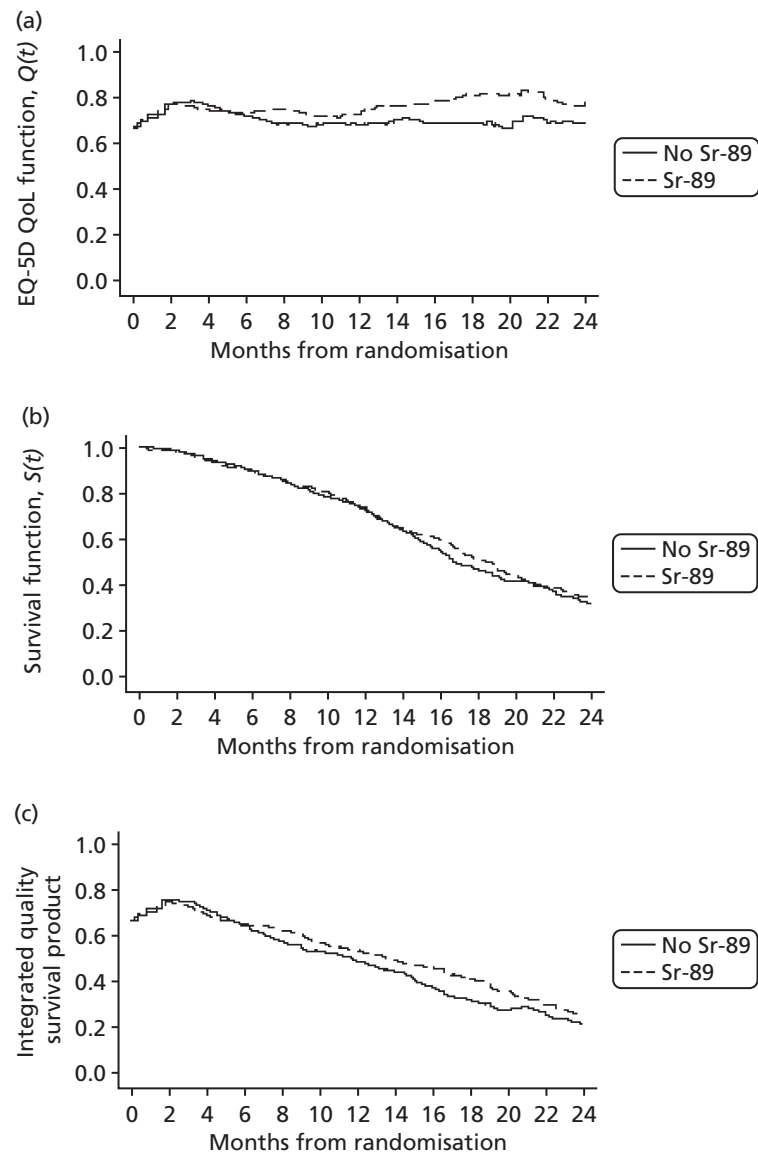 (a)
EQ-5D QoL function, Q(t)
1.0
0.8
0.6
0.4
0.2
0.0
0 2 4 6 8 10 12 14 16 18 20 22 24
Months from randomisation
No Sr-89
Sr-89
(b)
Survival function, S(t)
1.0
0.8
0.6
0.4
0.2
0.0
0 2 4 6 8 10 12 14 16 18 20 22 24
Months from randomisation
No Sr-89
Sr-89
(c)
Integrated quality
survival product
1.0
0.8
0.6
0.4
0.2
0.0
0 2 4 6 8 10 12 14 16 18 20 22 24
Months from randomisation
No Sr-89
Sr-89